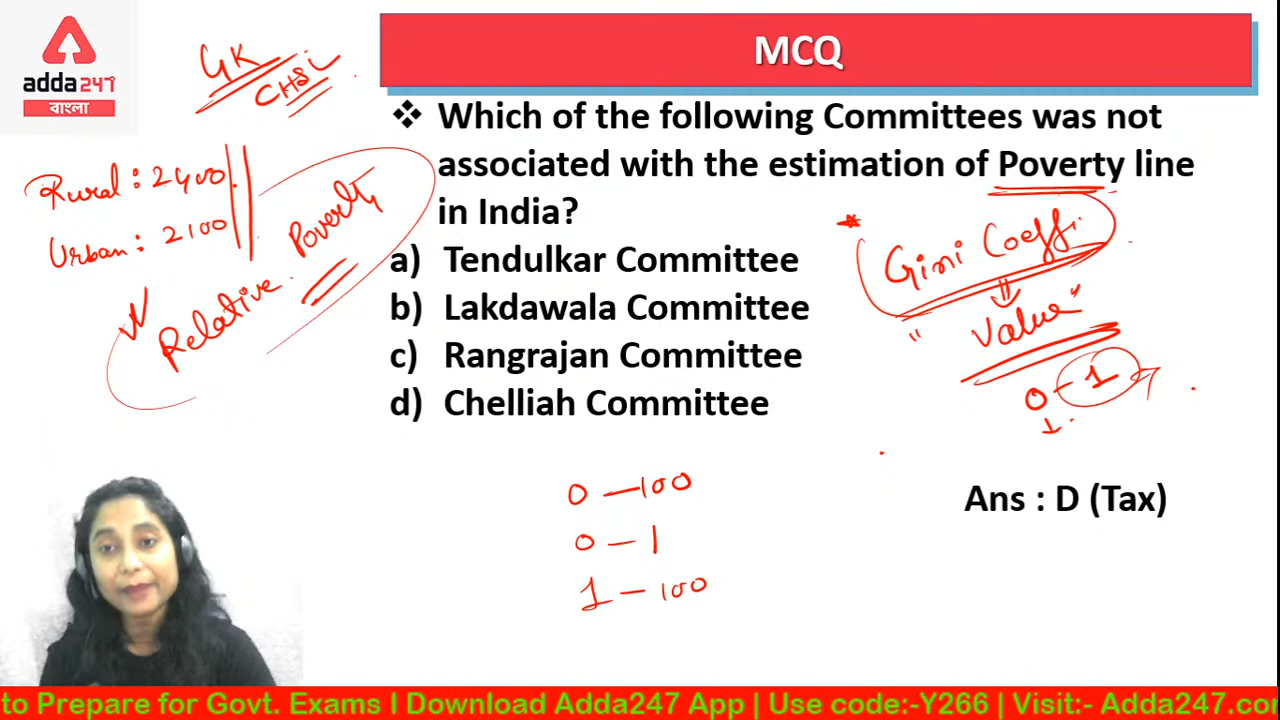 adda247
বাংলা
GK
CHSL
MCQ
❖ Which of the following Committees was not
associated with the estimation of Poverty line
in India?
a) Tendulkar Committee
b) Lakdawala Committee
c) Rangrajan Committee
d) Chelliah Committee
Rural : 2400
Urban : 2100
Relative Poverty
* Gini Coeffi.
"Value"
0 - 1
1
0 - 100
0 - 1
1 - 100
Ans : D (Tax)
to Prepare for Govt. Exams I Download Adda247 App | Use code:-Y266 | Visit:- Adda247.co